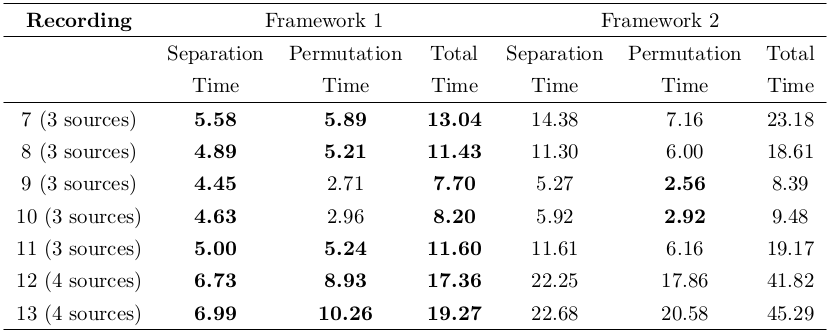 Recording Framework 1 Framework 2
Separation Permutation Total Separation Permutation Total
Time Time Time Time Time Time
7 (3 sources) 5.58 5.89 13.04 14.38 7.16 23.18
8 (3 sources) 4.89 5.21 11.43 11.30 6.00 18.61
9 (3 sources) 4.45 2.71 7.70 5.27 2.56 8.39
10 (3 sources) 4.63 2.96 8.20 5.92 2.92 9.48
11 (3 sources) 5.00 5.24 11.60 11.61 6.16 19.17
12 (4 sources) 6.73 8.93 17.36 22.25 17.86 41.82
13 (4 sources) 6.99 10.26 19.27 22.68 20.58 45.29